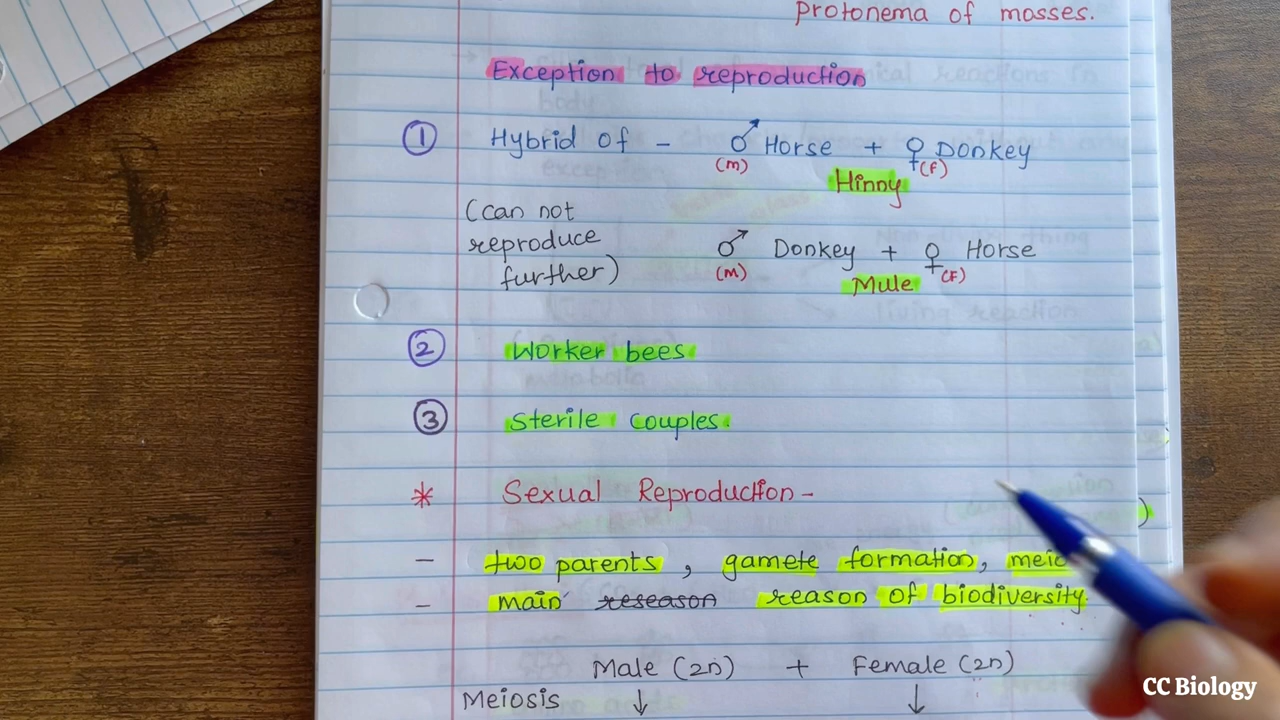 protonema of mosses.
Exception to reproduction
1 Hybrid of - ♂ Horse + ♀ Donkey
(M) (F)
Hinny
(can not
reproduce
further)
♂ Donkey + ♀ Horse
(M) (F)
Mule
2 Worker bees
3 Sterile couples.
* Sexual Reproduction -
- two parents, gamete formation,
- main reseason reason of biodiversity.
Male (2n) + Female (2n)
Meiosis ↓ ↓
CC Biology